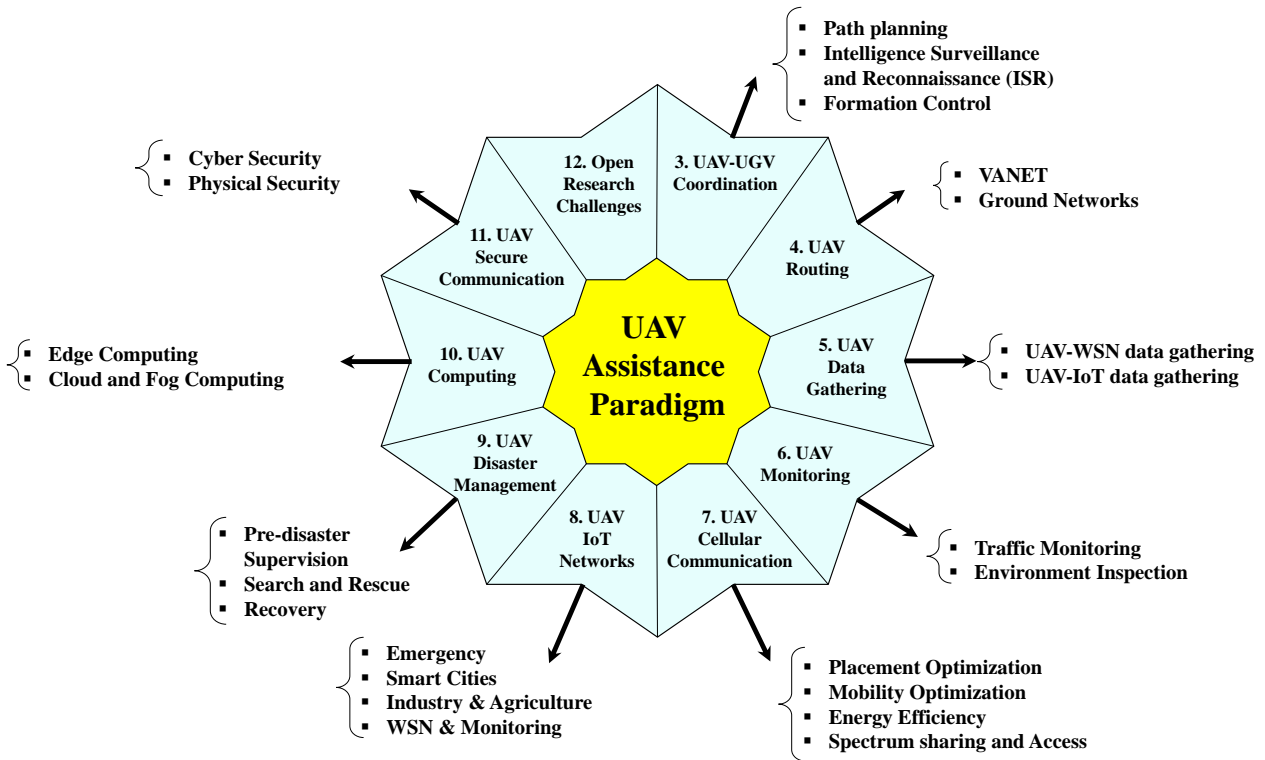 UAV
Assistance
Paradigm
3. UAV-UGV
Coordination
▪ Path planning
▪ Intelligence Surveillance
and Reconnaissance (ISR)
▪ Formation Control
4. UAV
Routing
▪ VANET
▪ Ground Networks
5. UAV
Data
Gathering
▪ UAV-WSN data gathering
▪ UAV-IoT data gathering
6. UAV
Monitoring
▪ Traffic Monitoring
▪ Environment Inspection
7. UAV
Cellular
Communication
▪ Placement Optimization
▪ Mobility Optimization
▪ Energy Efficiency
▪ Spectrum sharing and Access
8. UAV
IoT
Networks
▪ Emergency
▪ Smart Cities
▪ Industry & Agriculture
▪ WSN & Monitoring
9. UAV
Disaster
Management
▪ Pre-disaster
Supervision
▪ Search and Rescue
▪ Recovery
10. UAV
Computing
▪ Edge Computing
▪ Cloud and Fog Computing
11. UAV
Secure
Communication
▪ Cyber Security
▪ Physical Security
12. Open
Research
Challenges